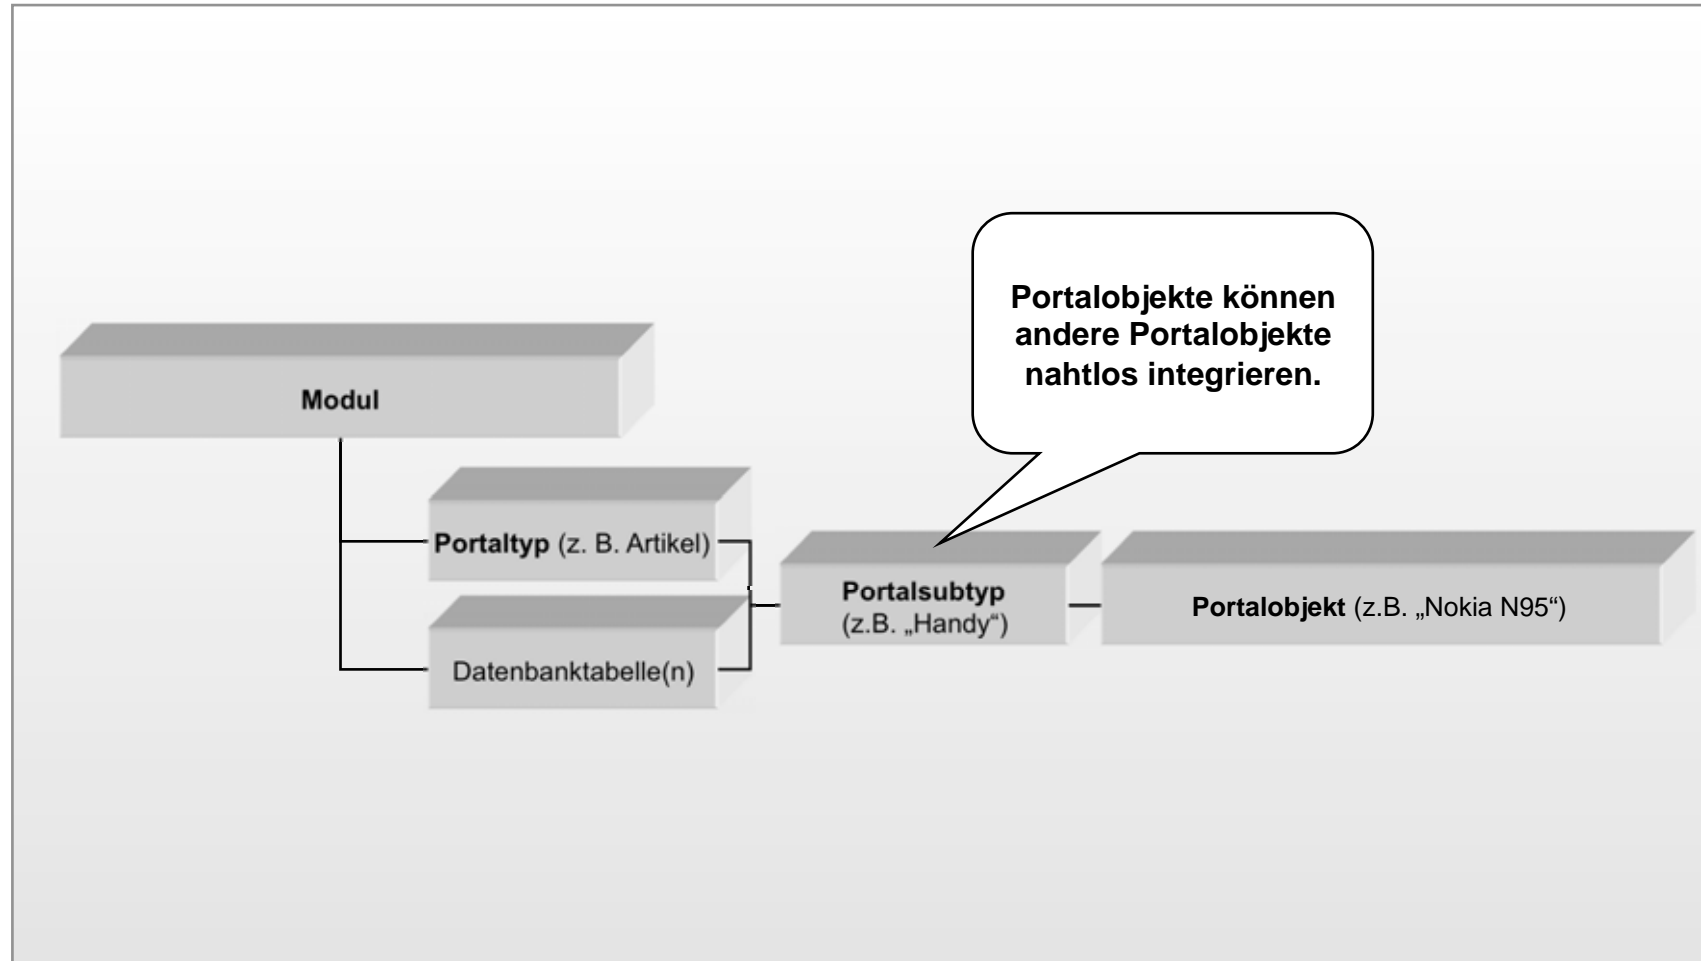 Portalobjekte können
andere Portalobjekte
nahtlos integrieren.
Modul
Portaltyp (z. B. Artikel)
Portalsubtyp
(z.B. „Handy“)
Portalobjekt (z.B. „Nokia N95“)
Datenbanktabelle(n)